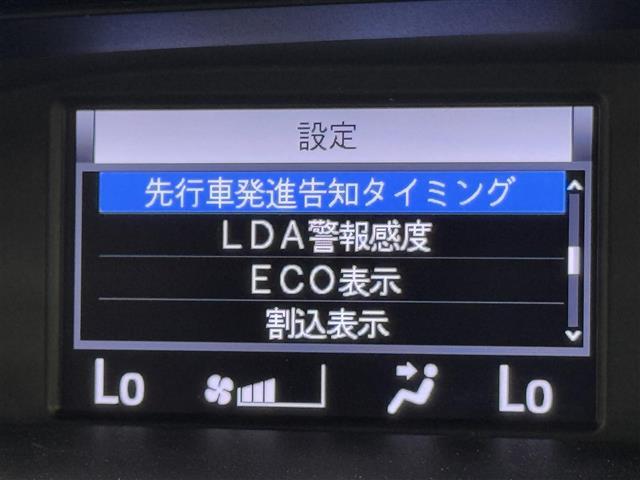 設定
先行車発進告知タイミング
LDA警報感度
ECO表示
割込表示
Lo Lo